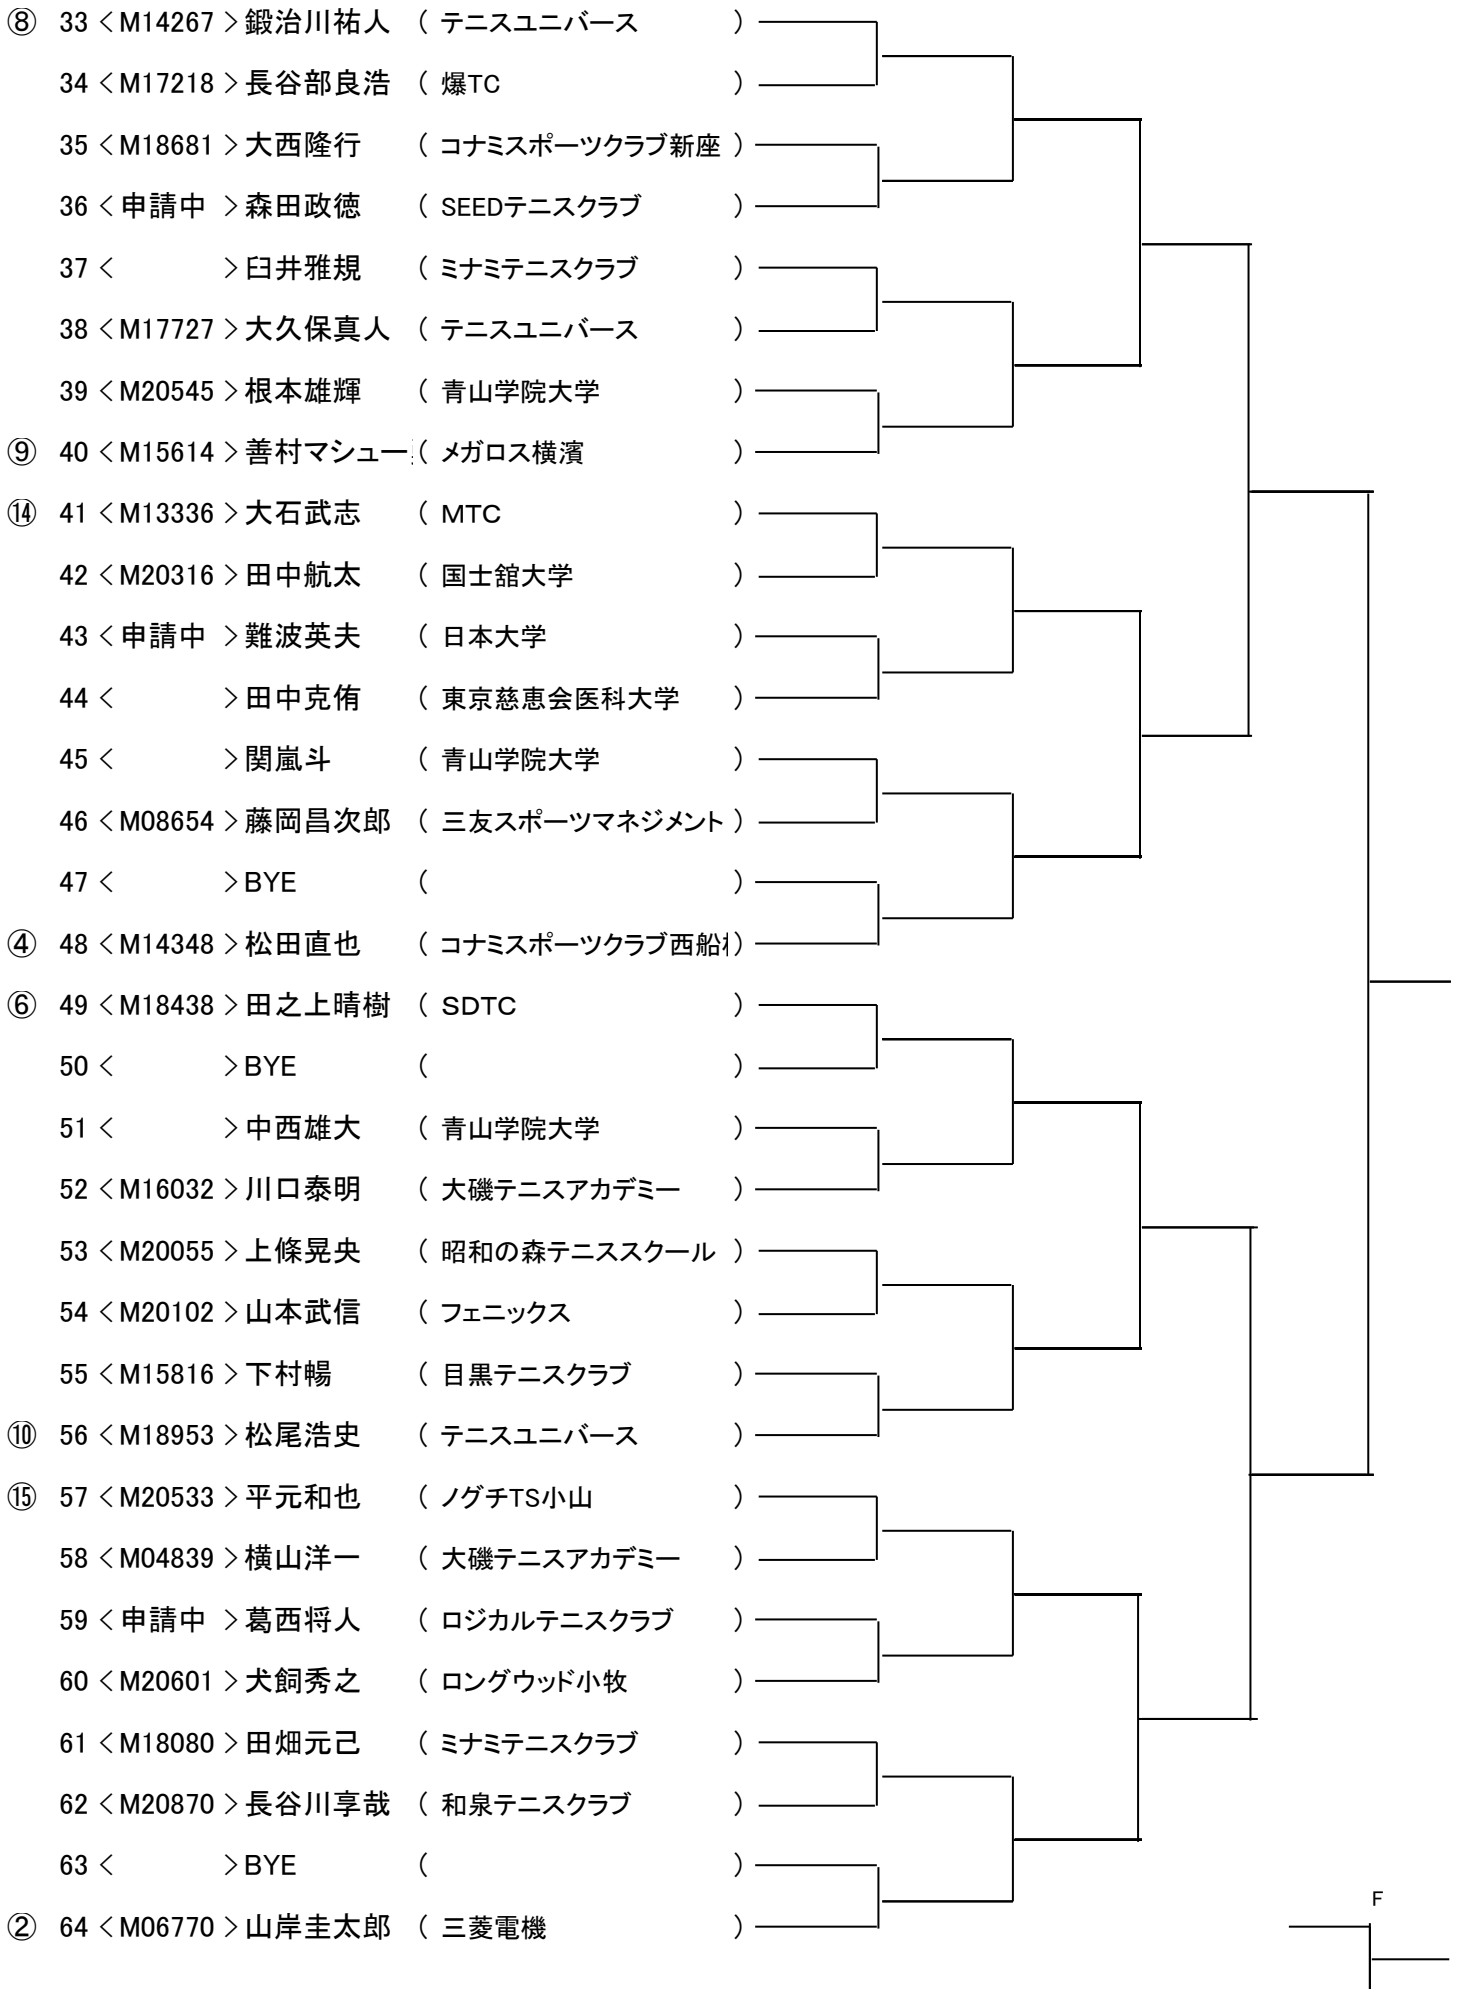 ⑧ 33 < M14267 > 鍛治川祐人 ( テニスユニバース )
34 < M17218 > 長谷部良浩 ( 爆TC )
35 < M18681 > 大西隆行 ( コナミスポーツクラブ新座 )
36 < 申請中 > 森田政徳 ( SEEDテニスクラブ )
37 < > 臼井雅規 ( ミナミテニスクラブ )
38 < M17727 > 大久保真人 ( テニスユニバース )
39 < M20545 > 根本雄輝 ( 青山学院大学 )
⑨ 40 < M15614 > 善村マシュー ( メガロス横濱 )
⑭ 41 < M13336 > 大石武志 ( MTC )
42 < M20316 > 田中航太 ( 国士舘大学 )
43 < 申請中 > 難波英夫 ( 日本大学 )
44 < > 田中克侑 ( 東京慈恵会医科大学 )
45 < > 関嵐斗 ( 青山学院大学 )
46 < M08654 > 藤岡昌次郎 ( 三友スポーツマネジメント )
47 < > BYE ( )
④ 48 < M14348 > 松田直也 ( コナミスポーツクラブ西船 )
⑥ 49 < M18438 > 田之上晴樹 ( SDTC )
50 < > BYE ( )
51 < > 中西雄大 ( 青山学院大学 )
52 < M16032 > 川口泰明 ( 大磯テニスアカデミー )
53 < M20055 > 上條晃央 ( 昭和の森テニススクール )
54 < M20102 > 山本武信 ( フェニックス )
55 < M15816 > 下村暢 ( 目黒テニスクラブ )
⑩ 56 < M18953 > 松尾浩史 ( テニスユニバース )
⑮ 57 < M20533 > 平元和也 ( ノグチTS小山 )
58 < M04839 > 横山洋一 ( 大磯テニスアカデミー )
59 < 申請中 > 葛西将人 ( ロジカルテニスクラブ )
60 < M20601 > 犬飼秀之 ( ロングウッド小牧 )
61 < M18080 > 田畑元己 ( ミナミテニスクラブ )
62 < M20870 > 長谷川享哉 ( 和泉テニスクラブ )
63 < > BYE ( )
② 64 < M06770 > 山岸圭太郎 ( 三菱電機 )
F